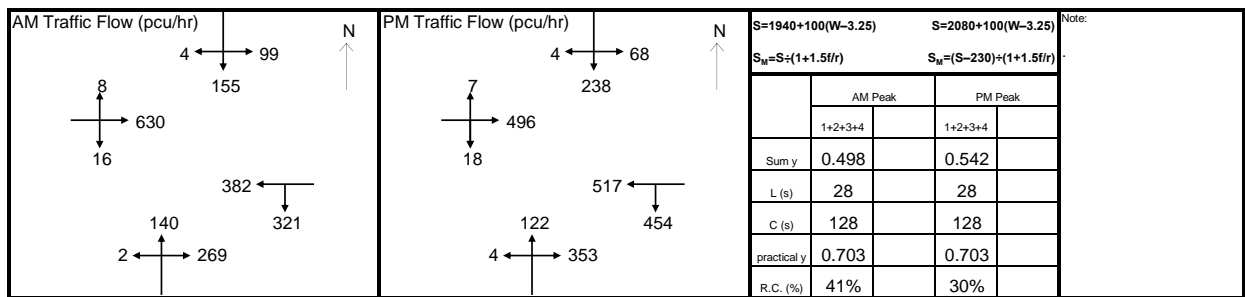 AM Traffic Flow (pcu/hr)
N
4
99
155
8
630
16
382
321
140
2
269
PM Traffic Flow (pcu/hr)
N
4
68
238
7
496
18
517
454
122
4
353
S=1940+100(W–3.25) S=2080+100(W–3.25)
SM=S÷(1+1.5f/r) SM=(S–230)÷(1+1.5f/r)
AM Peak PM Peak
1+2+3+4 1+2+3+4
Sum y 0.498 0.542
L (s) 28 28
C (s) 128 128
practical y 0.703 0.703
R.C. (%) 41% 30%
Note:
.